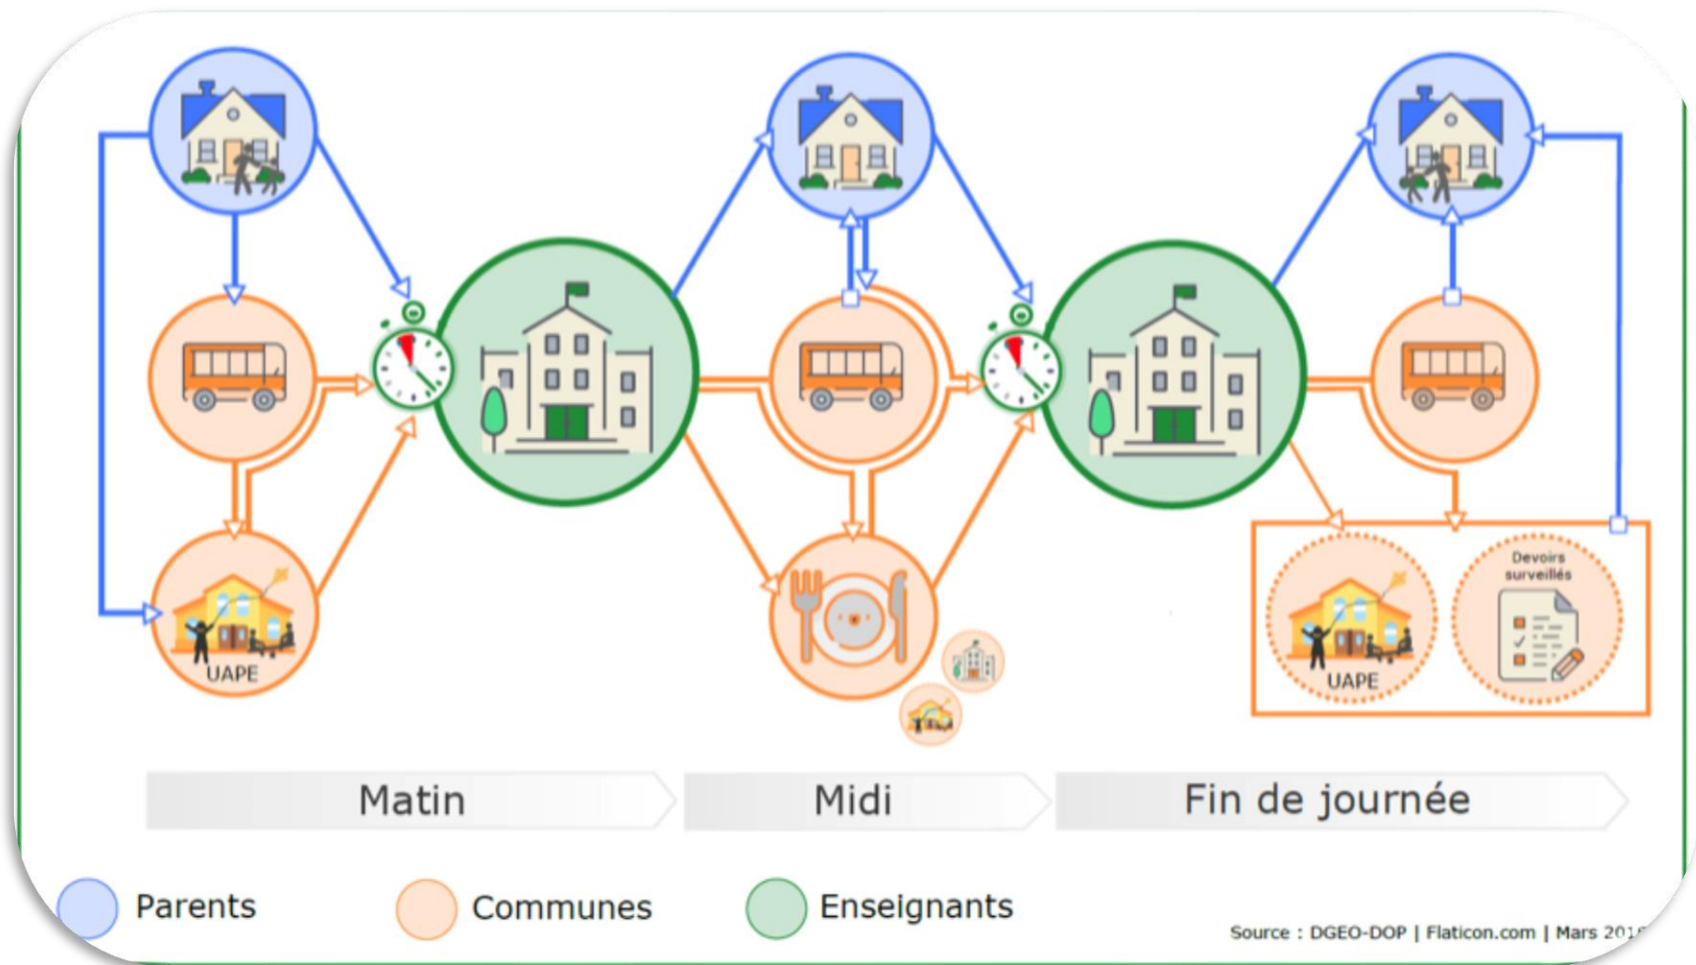 UAPE
Devoirs
surveillés
UAPE
Matin
Midi
Fin de journée
Parents
Communes
Enseignants
Source : DGEO-DOP | Flaticon.com | Mars